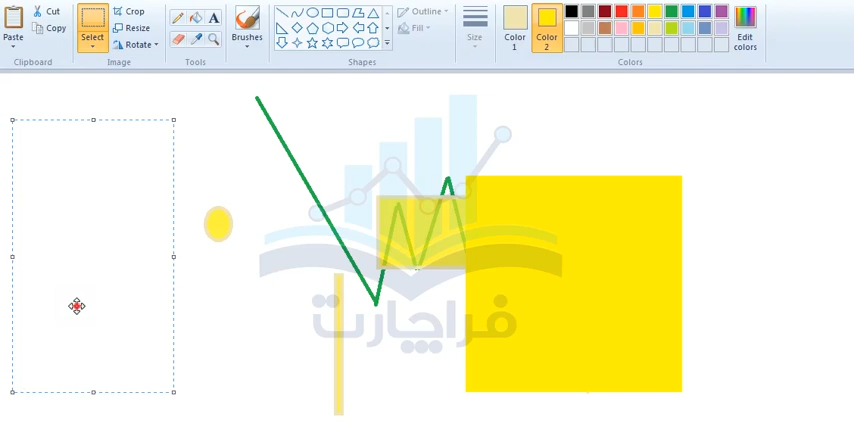 Paste
Cut
Copy
Clipboard
Select
Crop
Resize
Rotate
Image
Tools
Brushes
Outline
Fill
Shapes
Size
Color 1
Color 2
Edit colors
Colors
فراچارت